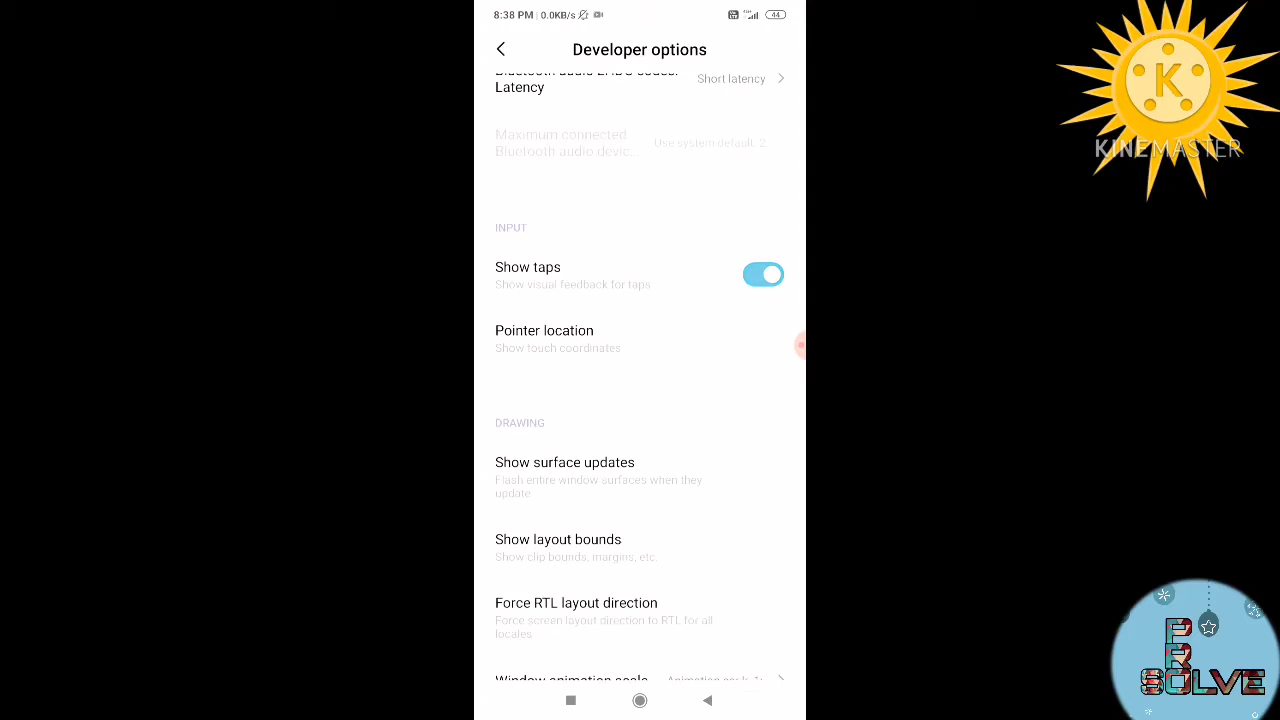 8:38 PM | 0.0KB/s
44
Developer options
Latency
Short latency
Maximum connected
Bluetooth audio devic...
Use system default: 2
INPUT
Show taps
Show visual feedback for taps
Pointer location
Show touch coordinates
DRAWING
Show surface updates
Flash entire window surfaces when they
update
Show layout bounds
Show clip bounds, margins, etc.
Force RTL layout direction
Force screen layout direction to RTL for all
locales
Window animation scale
K
KINEMASTER
P
R
SOLVE